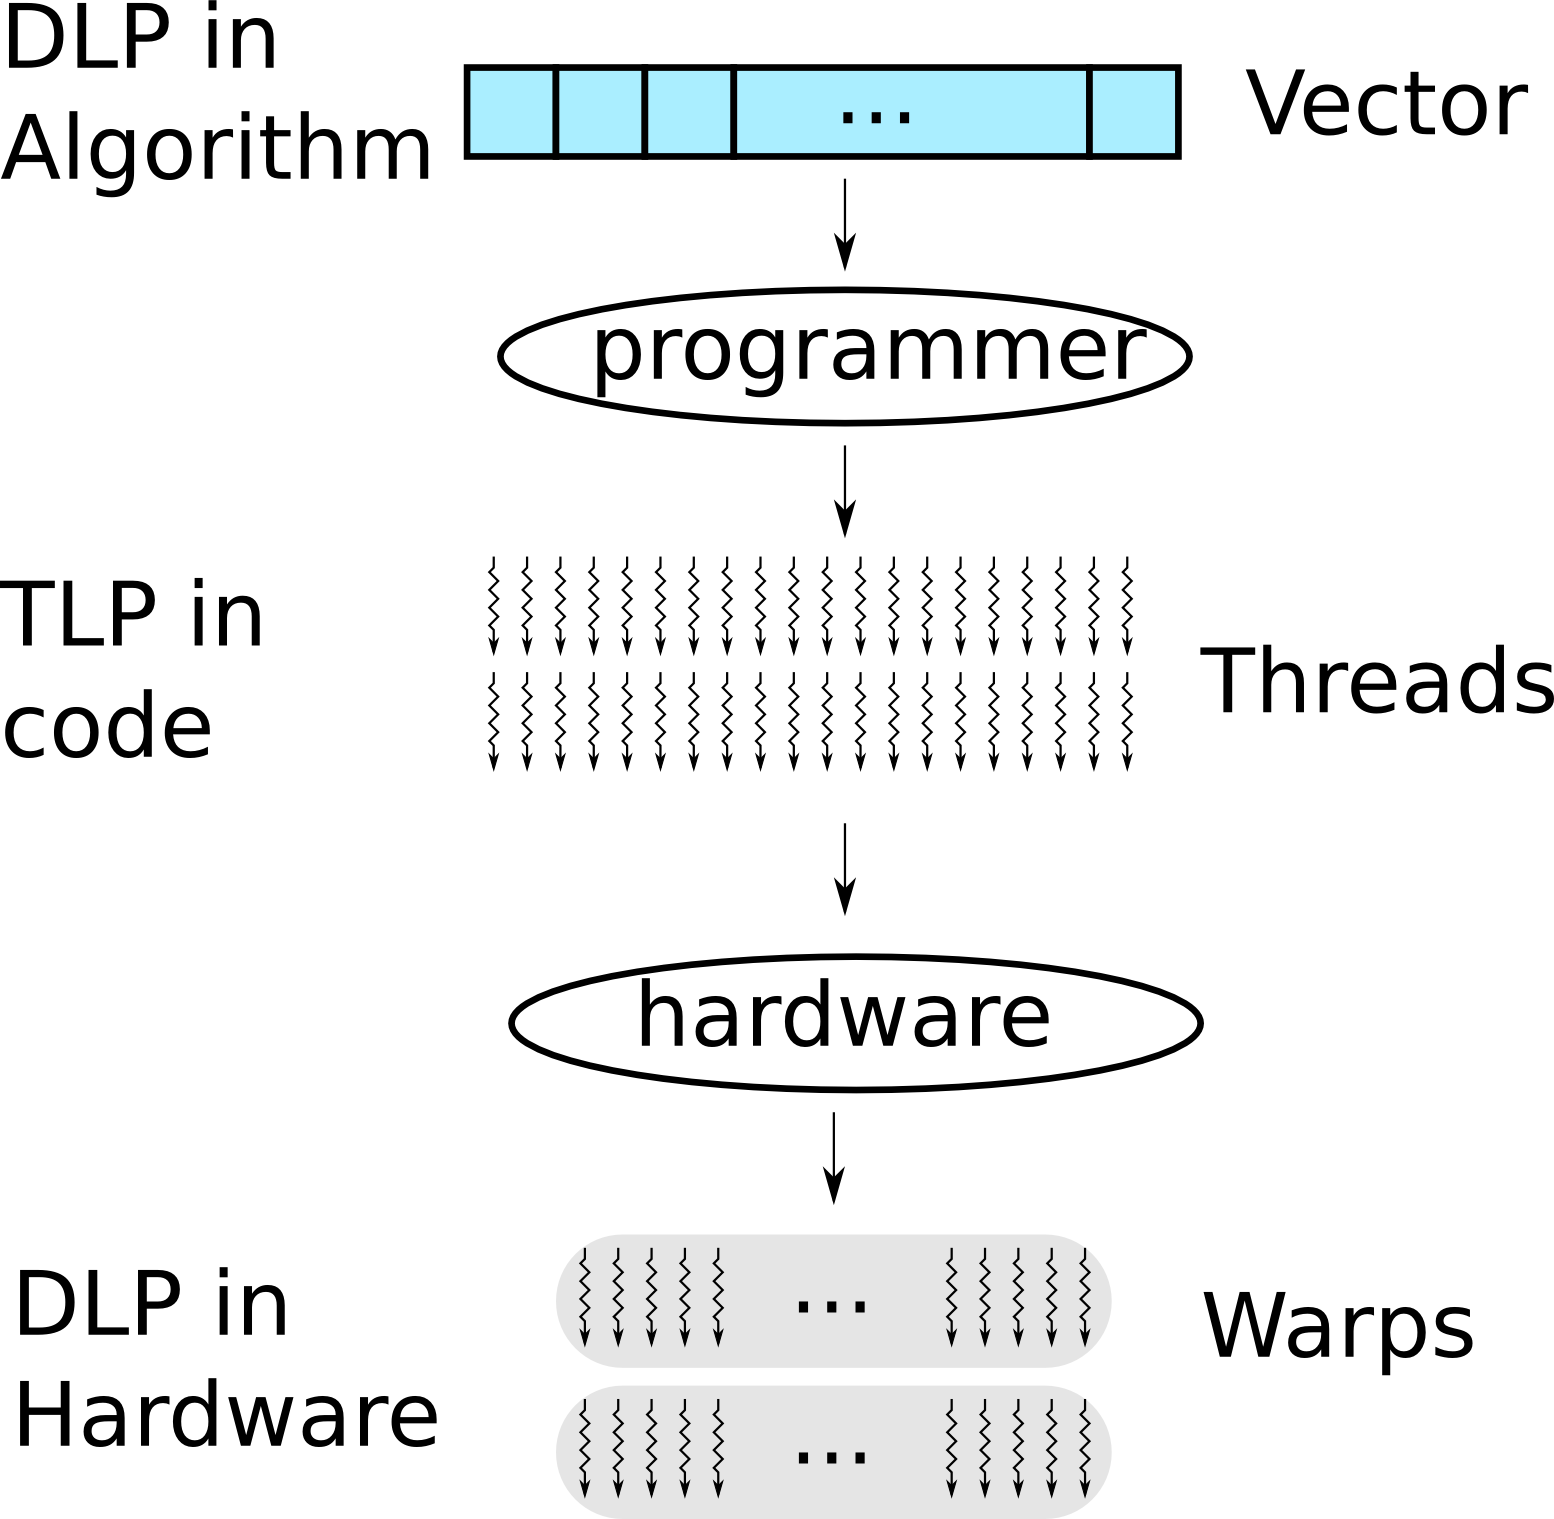 DLP in
Algorithm
...
Vector
programmer
TLP in
code
Threads
hardware
DLP in
Hardware
...
...
Warps